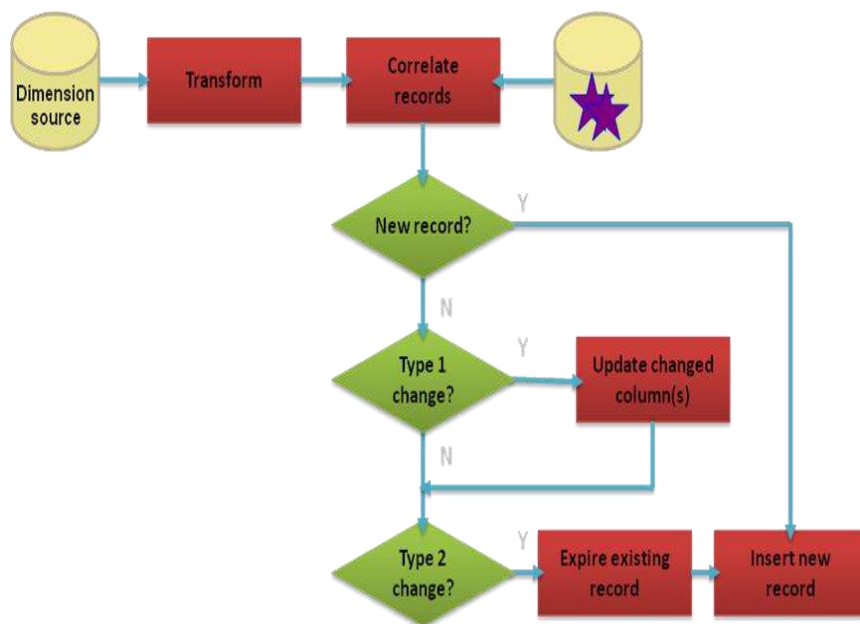 Dimension
source
Transform
Correlate
records
New record?
Y
N
Type 1
change?
Y
Update changed
column(s)
N
Type 2
change?
Y
Expire existing
record
Insert new
record